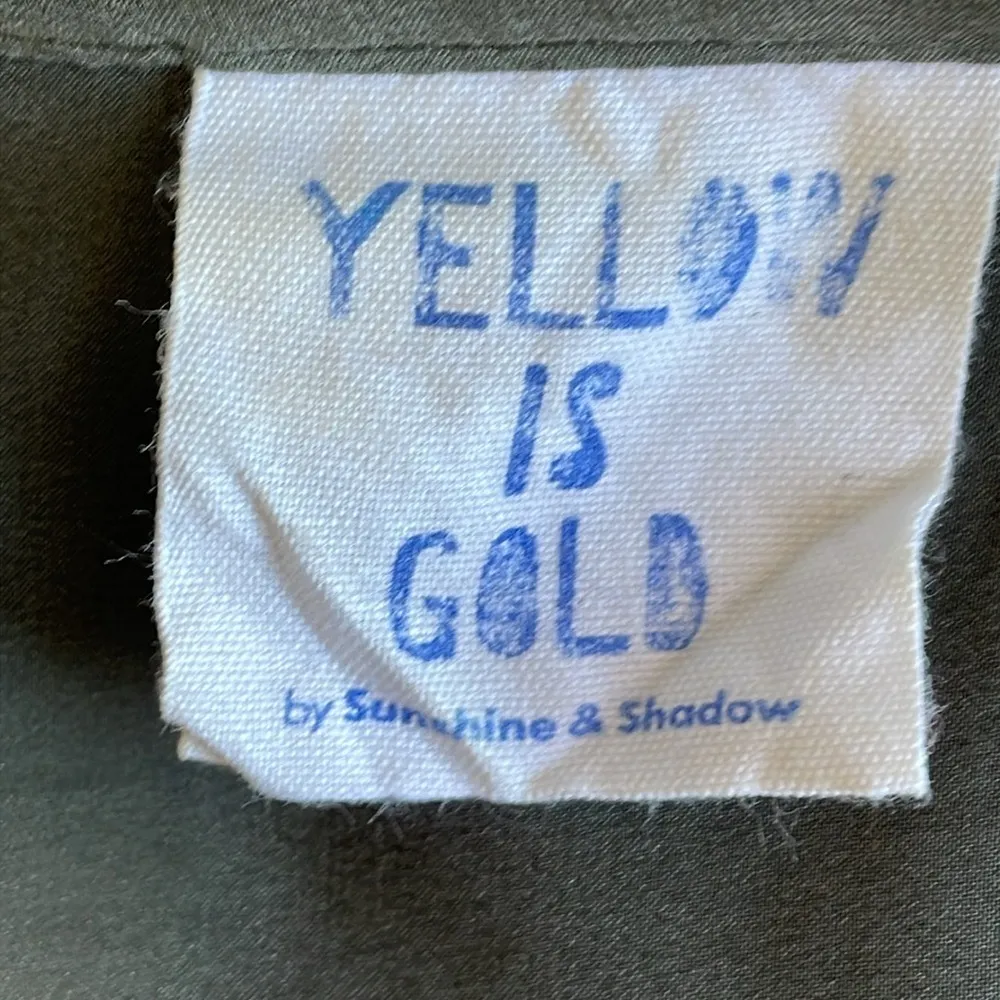 YELLOW
IS
GOLD
by Sunshine & Shadow